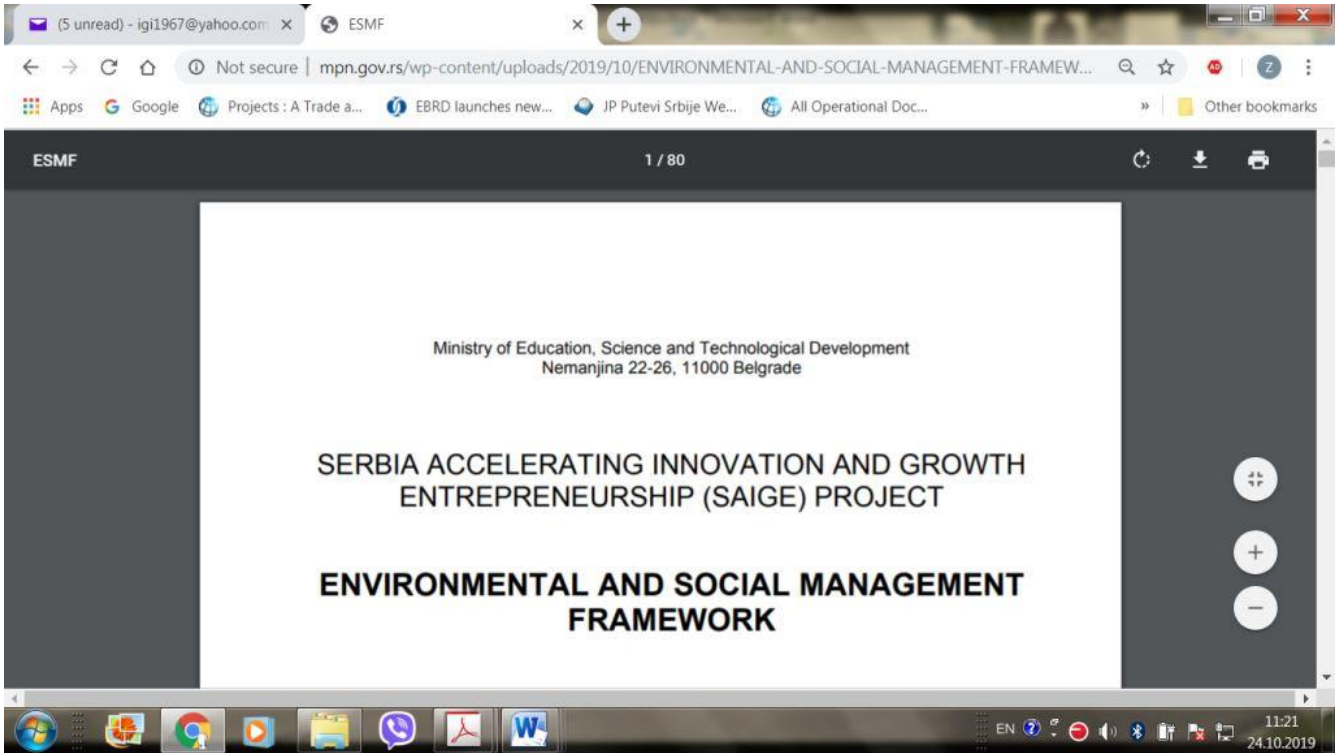 (5 unread) - igi1967@yahoo.com
ESMF
Not secure | mpn.gov.rs/wp-content/uploads/2019/10/ENVIRONMENTAL-AND-SOCIAL-MANAGEMENT-FRAMEW...
Apps Google Projects : A Trade a... EBRD launches new... JP Putevi Srbije We... All Operational Doc... » Other bookmarks
ESMF 1 / 80
Ministry of Education, Science and Technological Development
Nemanjina 22-26, 11000 Belgrade
SERBIA ACCELERATING INNOVATION AND GROWTH
ENTREPRENEURSHIP (SAIGE) PROJECT
ENVIRONMENTAL AND SOCIAL MANAGEMENT
FRAMEWORK
EN 11:21
24.10.2019